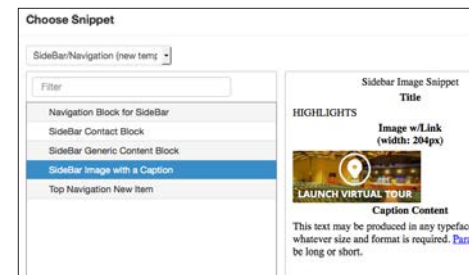 Choose Snippet
SideBar/Navigation (new temp
Filter
Navigation Block for SideBar
SideBar Contact Block
SideBar Generic Content Block
SideBar Image with a Caption
Top Navigation New Item
Sidebar Image Snippet
Title
HIGHLIGHTS
Image w/Link
(width: 204px)
LAUNCH VIRTUAL TOUR
Caption Content
This text may be produced in any typeface
whatever size and format is required. Para
be long or short.